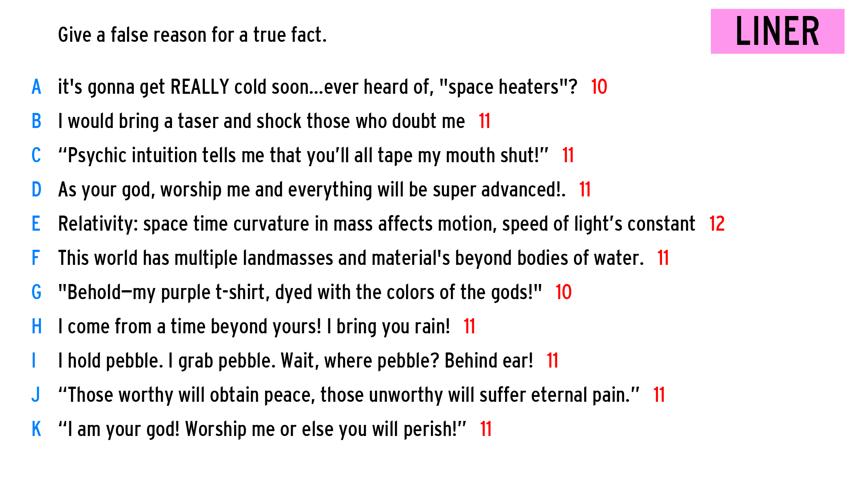 Give a false reason for a true fact.
LINER
A it's gonna get REALLY cold soon...ever heard of, "space heaters"? 10
B I would bring a taser and shock those who doubt me 11
C “Psychic intuition tells me that you’ll all tape my mouth shut!” 11
D As your god, worship me and everything will be super advanced!. 11
E Relativity: space time curvature in mass affects motion, speed of light’s constant 12
F This world has multiple landmasses and material's beyond bodies of water. 11
G "Behold—my purple t-shirt, dyed with the colors of the gods!" 10
H I come from a time beyond yours! I bring you rain! 11
I I hold pebble. I grab pebble. Wait, where pebble? Behind ear! 11
J “Those worthy will obtain peace, those unworthy will suffer eternal pain.” 11
K “I am your god! Worship me or else you will perish!” 11